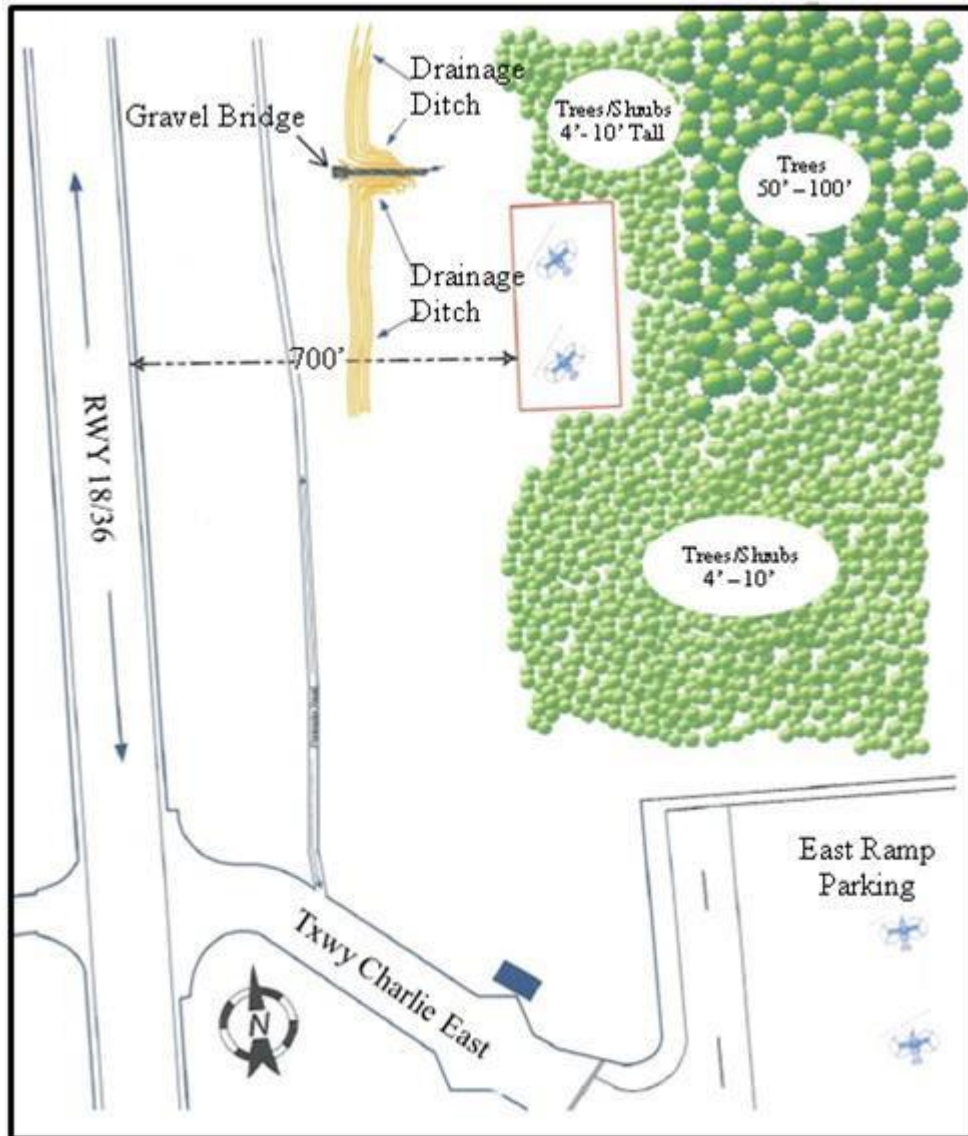 Drainage
Ditch
Gravel Bridge
Trees/Shrubs
4'- 10' Tall
Trees
50' – 100'
Drainage
Ditch
700'
RWY 18/36
Trees/Shrubs
4' – 10'
East Ramp
Parking
Txwy Charlie East
N